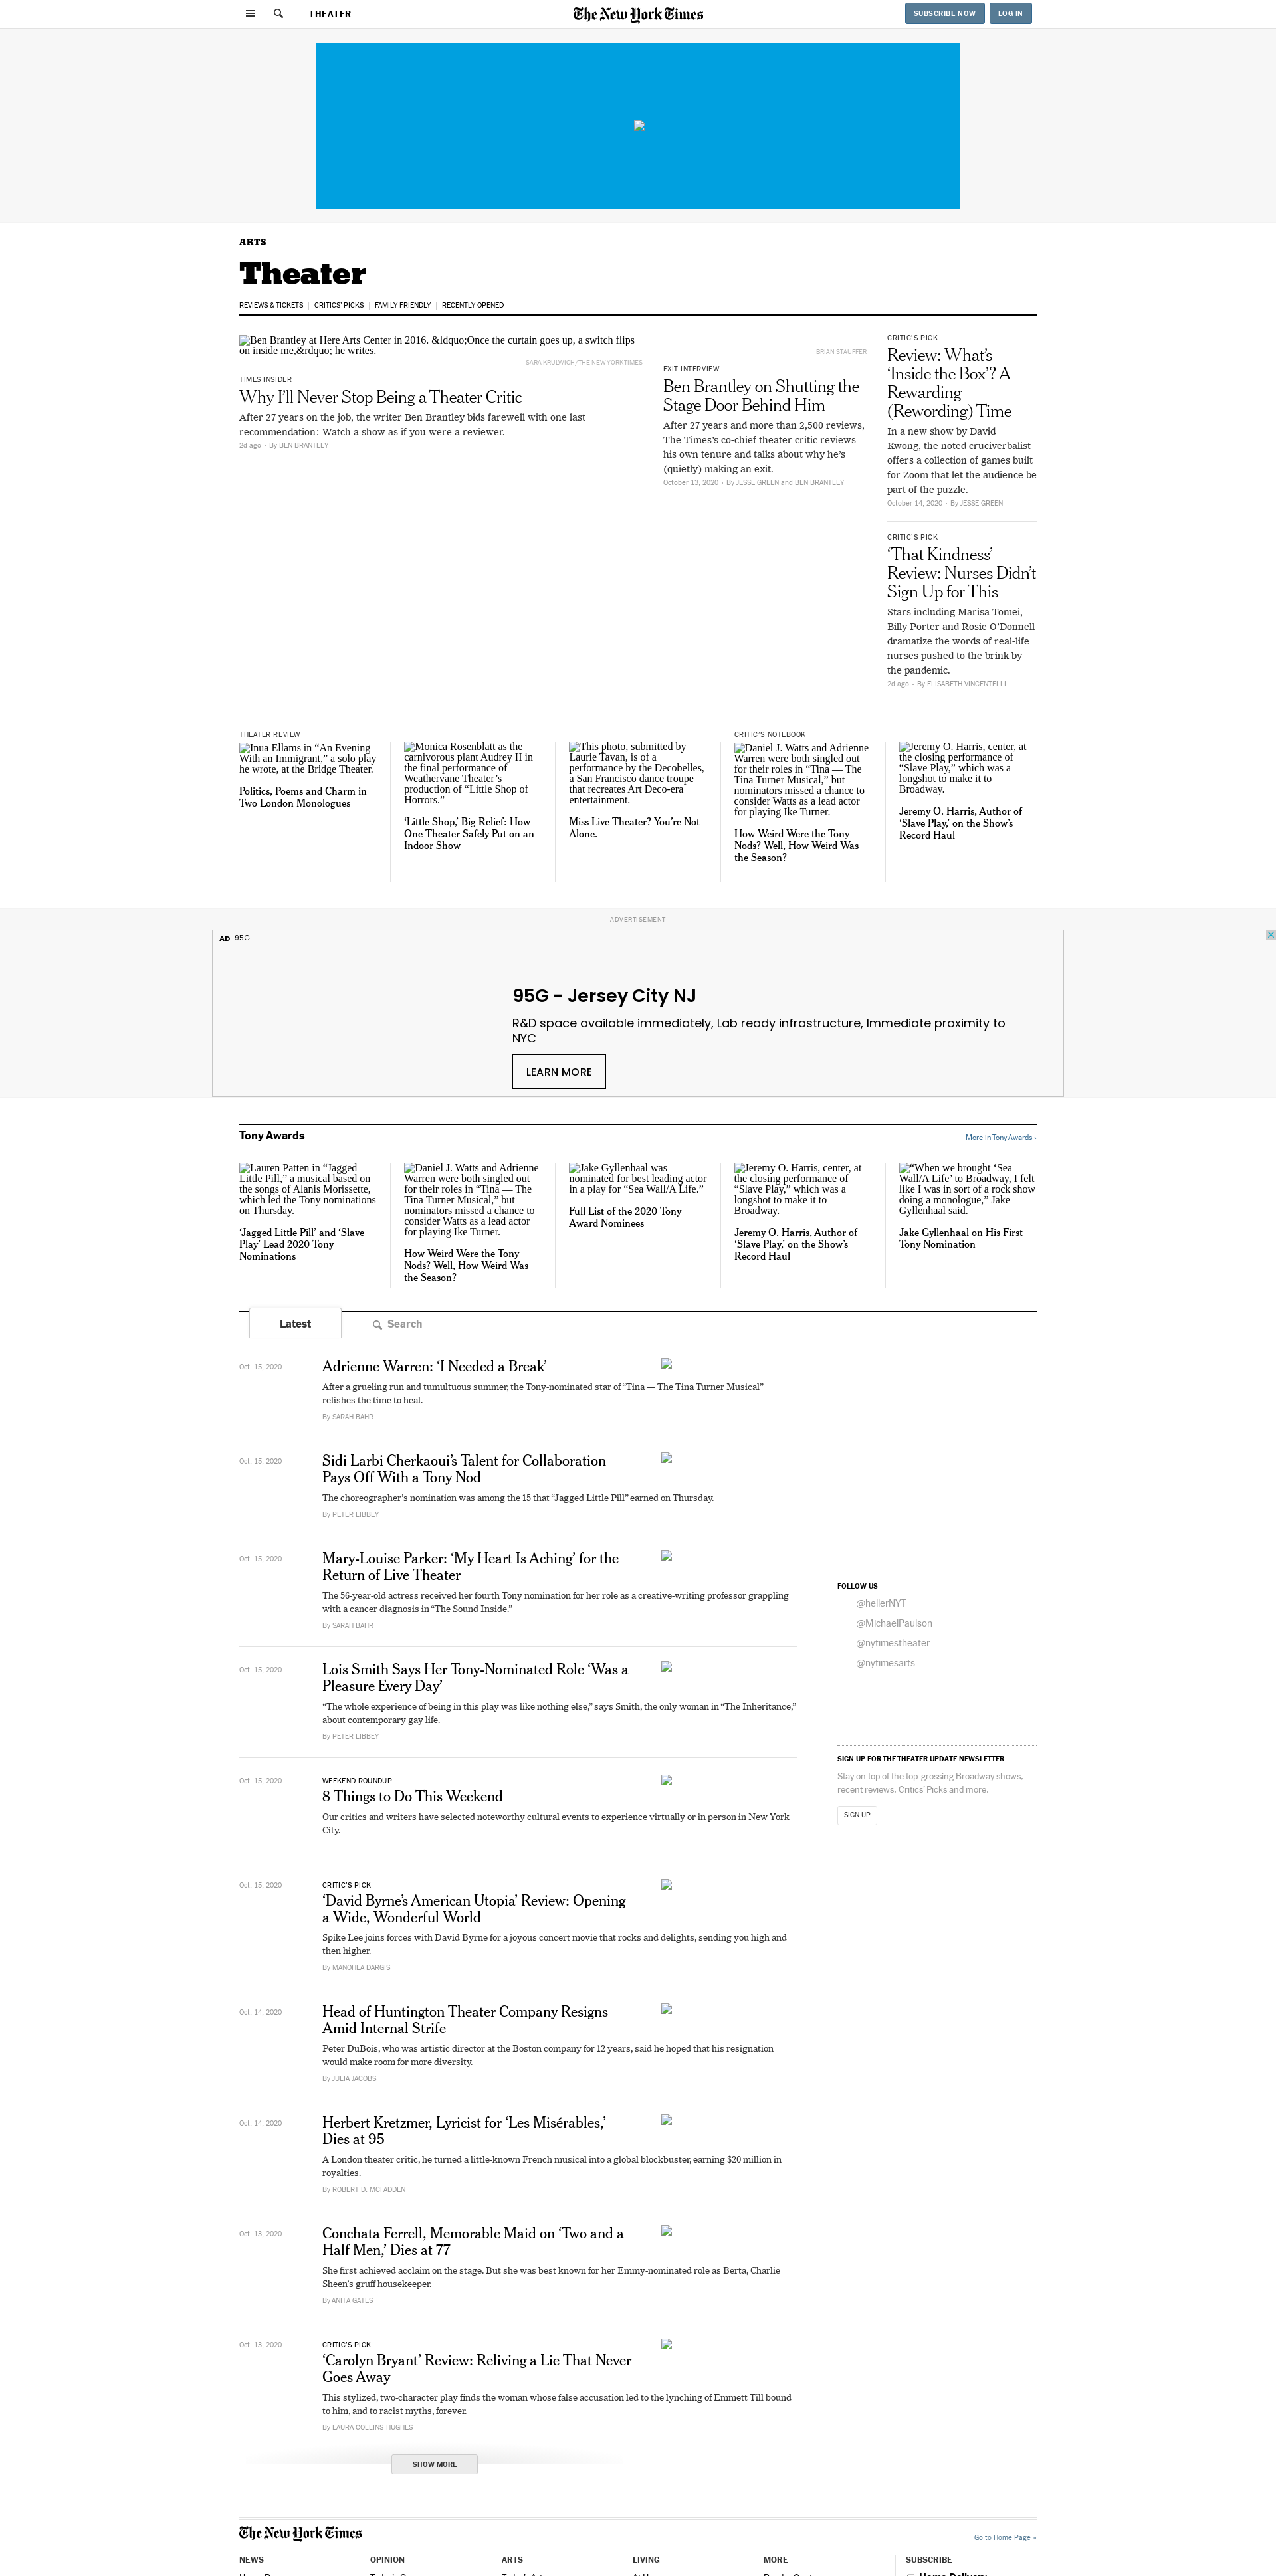 THEATER
The New York Times
SUBSCRIBE NOW
LOG IN
ARTS
Theater
REVIEWS & TICKETS
CRITICS' PICKS
FAMILY FRIENDLY
RECENTLY OPENED
Ben Brantley at Here Arts Center in 2016. &ldquo;Once the curtain goes up, a switch flips
on inside me,&rdquo; he writes.
SARA KRULWICH/THE NEW YORK TIMES
TIMES INSIDER
Why I'll Never Stop Being a Theater Critic
After 27 years on the job, the writer Ben Brantley bids farewell with one last
recommendation: Watch a show as if you were a reviewer.
2d ago • By BEN BRANTLEY
BRIAN STAUFFER
EXIT INTERVIEW
Ben Brantley on Shutting the
Stage Door Behind Him
After 27 years and more than 2,500 reviews,
The Times's co-chief theater critic reviews
his own tenure and talks about why he's
(quietly) making an exit.
October 13, 2020 • By JESSE GREEN and BEN BRANTLEY
CRITIC'S PICK
Review: What's
‘Inside the Box’? A
Rewarding
(Rewording) Time
In a new show by David
Kwong, the noted cruciverbalist
offers a collection of games built
for Zoom that let the audience be
part of the puzzle.
October 14, 2020 • By JESSE GREEN
CRITIC'S PICK
‘That Kindness’
Review: Nurses Didn't
Sign Up for This
Stars including Marisa Tomei,
Billy Porter and Rosie O'Donnell
dramatize the words of real-life
nurses pushed to the brink by
the pandemic.
2d ago • By ELISABETH VINCENTELLI
THEATER REVIEW
Inua Ellams in “An Evening
With an Immigrant,” a solo play
he wrote, at the Bridge Theater.
Politics, Poems and Charm in
Two London Monologues
Monica Rosenblatt as the
carnivorous plant Audrey II in
the final performance of
Weathervane Theater’s
production of “Little Shop of
Horrors.”
‘Little Shop,’ Big Relief: How
One Theater Safely Put on an
Indoor Show
This photo, submitted by
Laurie Tavan, is of a
performance by the Decobelles,
a San Francisco dance troupe
that recreates Art Deco-era
entertainment.
Miss Live Theater? You’re Not
Alone.
CRITIC’S NOTEBOOK
Daniel J. Watts and Adrienne
Warren were both singled out
for their roles in “Tina — The
Tina Turner Musical,” but
nominators missed a chance to
consider Watts as a lead actor
for playing Ike Turner.
How Weird Were the Tony
Nods? Well, How Weird Was
the Season?
Jeremy O. Harris, center, at
the closing performance of
“Slave Play,” which was a
longshot to make it to
Broadway.
Jeremy O. Harris, Author of
‘Slave Play,’ on the Show’s
Record Haul
ADVERTISEMENT
AD 95G
95G - Jersey City NJ
R&D space available immediately, Lab ready infrastructure, Immediate proximity to
NYC
LEARN MORE
Tony Awards
More in Tony Awards ›
Lauren Patten in “Jagged
Little Pill,” a musical based on
the songs of Alanis Morissette,
which led the Tony nominations
on Thursday.
‘Jagged Little Pill’ and ‘Slave
Play’ Lead 2020 Tony
Nominations
Daniel J. Watts and Adrienne
Warren were both singled out
for their roles in “Tina — The
Tina Turner Musical,” but
nominators missed a chance to
consider Watts as a lead actor
for playing Ike Turner.
How Weird Were the Tony
Nods? Well, How Weird Was
the Season?
Jake Gyllenhaal was
nominated for best leading actor
in a play for “Sea Wall/A Life.”
Full List of the 2020 Tony
Award Nominees
Jeremy O. Harris, center, at
the closing performance of
“Slave Play,” which was a
longshot to make it to
Broadway.
Jeremy O. Harris, Author of
‘Slave Play,’ on the Show’s
Record Haul
“When we brought ‘Sea
Wall/A Life’ to Broadway, I felt
like I was in sort of a rock show
doing a monologue,” Jake
Gyllenhaal said.
Jake Gyllenhaal on His First
Tony Nomination
Latest
Search
Oct. 15, 2020
Adrienne Warren: ‘I Needed a Break’
After a grueling run and tumultuous summer, the Tony-nominated star of “Tina — The Tina Turner Musical”
relishes the time to heal.
By SARAH BAHR
Oct. 15, 2020
Sidi Larbi Cherkaoui’s Talent for Collaboration
Pays Off With a Tony Nod
The choreographer’s nomination was among the 15 that “Jagged Little Pill” earned on Thursday.
By PETER LIBBEY
Oct. 15, 2020
Mary-Louise Parker: ‘My Heart Is Aching’ for the
Return of Live Theater
The 56-year-old actress received her fourth Tony nomination for her role as a creative-writing professor grappling
with a cancer diagnosis in “The Sound Inside.”
By SARAH BAHR
Oct. 15, 2020
Lois Smith Says Her Tony-Nominated Role ‘Was a
Pleasure Every Day’
“The whole experience of being in this play was like nothing else,” says Smith, the only woman in “The Inheritance,”
about contemporary gay life.
By PETER LIBBEY
Oct. 15, 2020
WEEKEND ROUNDUP
8 Things to Do This Weekend
Our critics and writers have selected noteworthy cultural events to experience virtually or in person in New York
City.
Oct. 15, 2020
CRITIC’S PICK
‘David Byrne’s American Utopia’ Review: Opening
a Wide, Wonderful World
Spike Lee joins forces with David Byrne for a joyous concert movie that rocks and delights, sending you high and
then higher.
By MANOHLA DARGIS
Oct. 14, 2020
Head of Huntington Theater Company Resigns
Amid Internal Strife
Peter DuBois, who was artistic director at the Boston company for 12 years, said he hoped that his resignation
would make room for more diversity.
By JULIA JACOBS
Oct. 14, 2020
Herbert Kretzmer, Lyricist for ‘Les Misérables,’
Dies at 95
A London theater critic, he turned a little-known French musical into a global blockbuster, earning $20 million in
royalties.
By ROBERT D. MCFADDEN
Oct. 13, 2020
Conchata Ferrell, Memorable Maid on ‘Two and a
Half Men,’ Dies at 77
She first achieved acclaim on the stage. But she was best known for her Emmy-nominated role as Berta, Charlie
Sheen’s gruff housekeeper.
By ANITA GATES
Oct. 13, 2020
CRITIC’S PICK
‘Carolyn Bryant’ Review: Reliving a Lie That Never
Goes Away
This stylized, two-character play finds the woman whose false accusation led to the lynching of Emmett Till bound
to him, and to racist myths, forever.
By LAURA COLLINS-HUGHES
SHOW MORE
FOLLOW US
@hellerNYT
@MichaelPaulson
@nytimestheater
@nytimesarts
SIGN UP FOR THE THEATER UPDATE NEWSLETTER
Stay on top of the top-grossing Broadway shows,
recent reviews, Critics’ Picks and more.
SIGN UP
The New York Times
Go to Home Page »
NEWS
OPINION
ARTS
LIVING
MORE
SUBSCRIBE